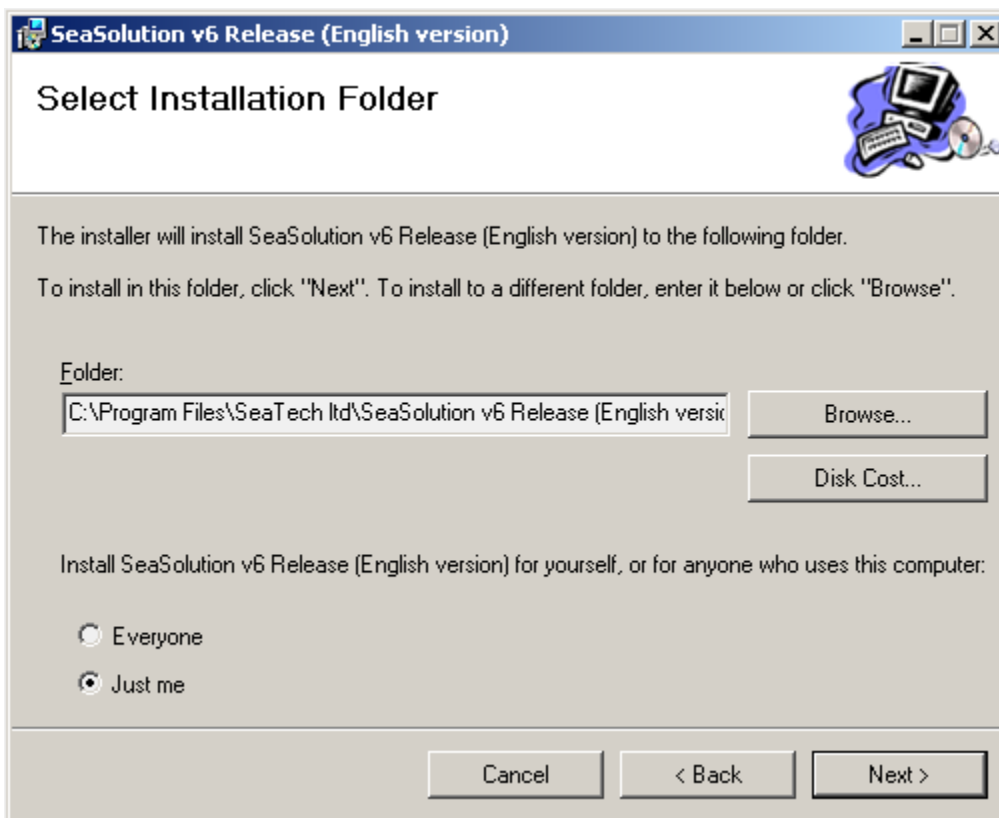 SeaSolution v6 Release (English version)
Select Installation Folder
The installer will install SeaSolution v6 Release (English version) to the following folder.
To install in this folder, click "Next". To install to a different folder, enter it below or click "Browse".
Folder:
C:\Program Files\SeaTech ltd\SeaSolution v6 Release (English versic
Browse...
Disk Cost...
Install SeaSolution v6 Release (English version) for yourself, or for anyone who uses this computer:
Everyone
Just me
Cancel
< Back
Next >